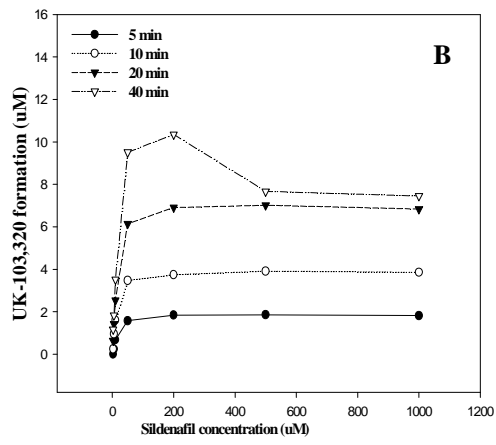 16
14
12
10
8
6
4
2
0
UK-103,320 formation (uM)
5 min
10 min
20 min
40 min
B
0 200 400 600 800 1000 1200
Sildenafil concentration (uM)